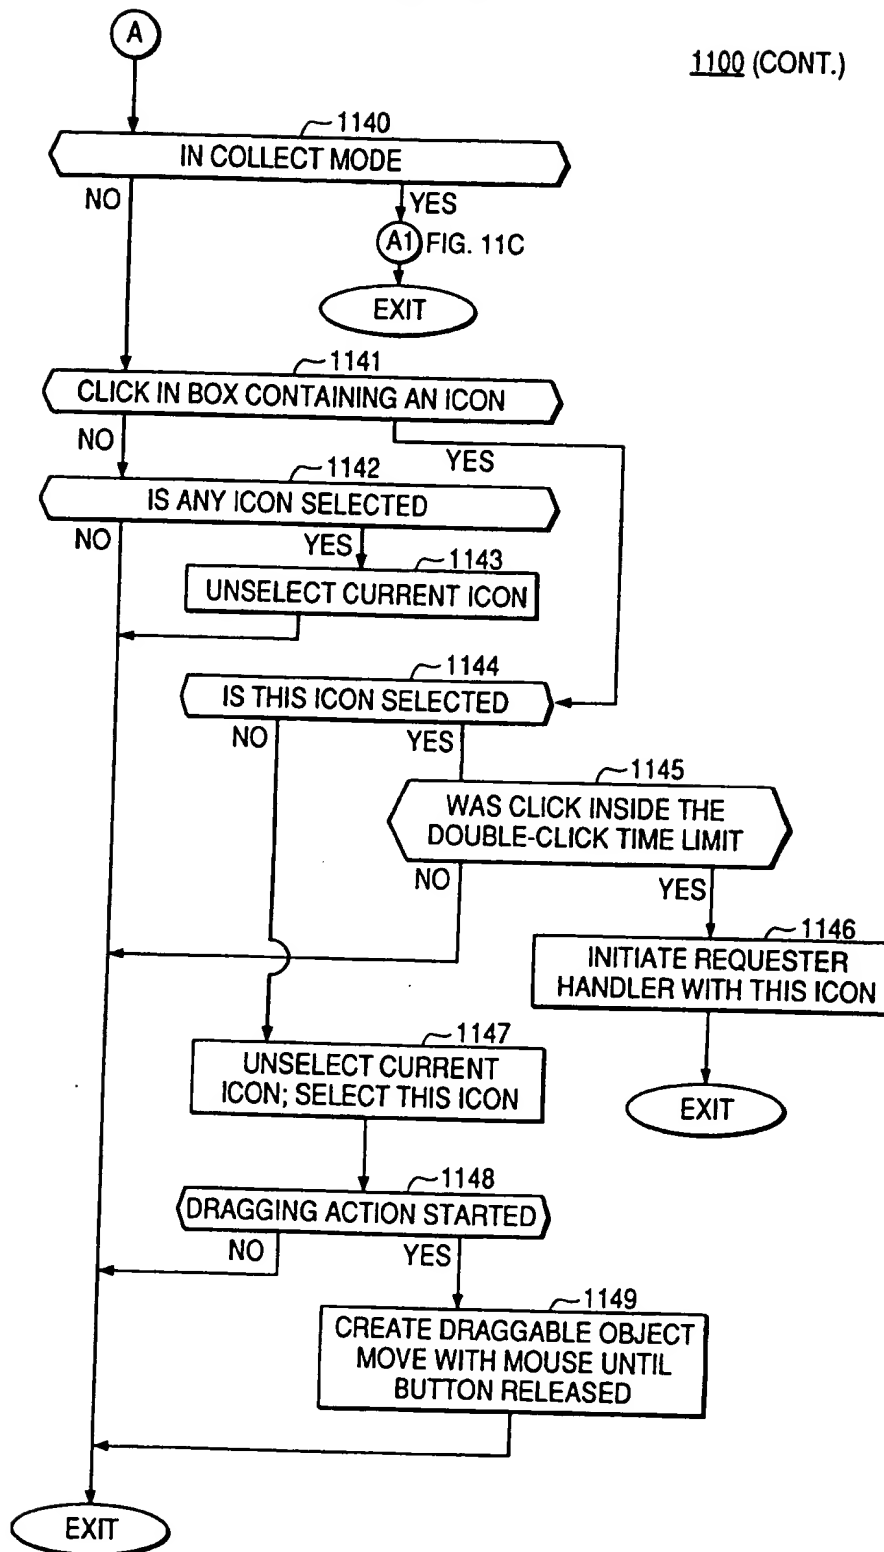 A
1100 (CONT.)
1140
IN COLLECT MODE
NO
YES
A1 FIG. 11C
EXIT
1141
CLICK IN BOX CONTAINING AN ICON
NO
YES
1142
IS ANY ICON SELECTED
NO
YES
1143
UNSELECT CURRENT ICON
1144
IS THIS ICON SELECTED
NO
YES
1145
WAS CLICK INSIDE THE
DOUBLE-CLICK TIME LIMIT
NO
YES
1146
INITIATE REQUESTER
HANDLER WITH THIS ICON
EXIT
1147
UNSELECT CURRENT
ICON; SELECT THIS ICON
1148
DRAGGING ACTION STARTED
NO
YES
1149
CREATE DRAGGABLE OBJECT
MOVE WITH MOUSE UNTIL
BUTTON RELEASED
EXIT